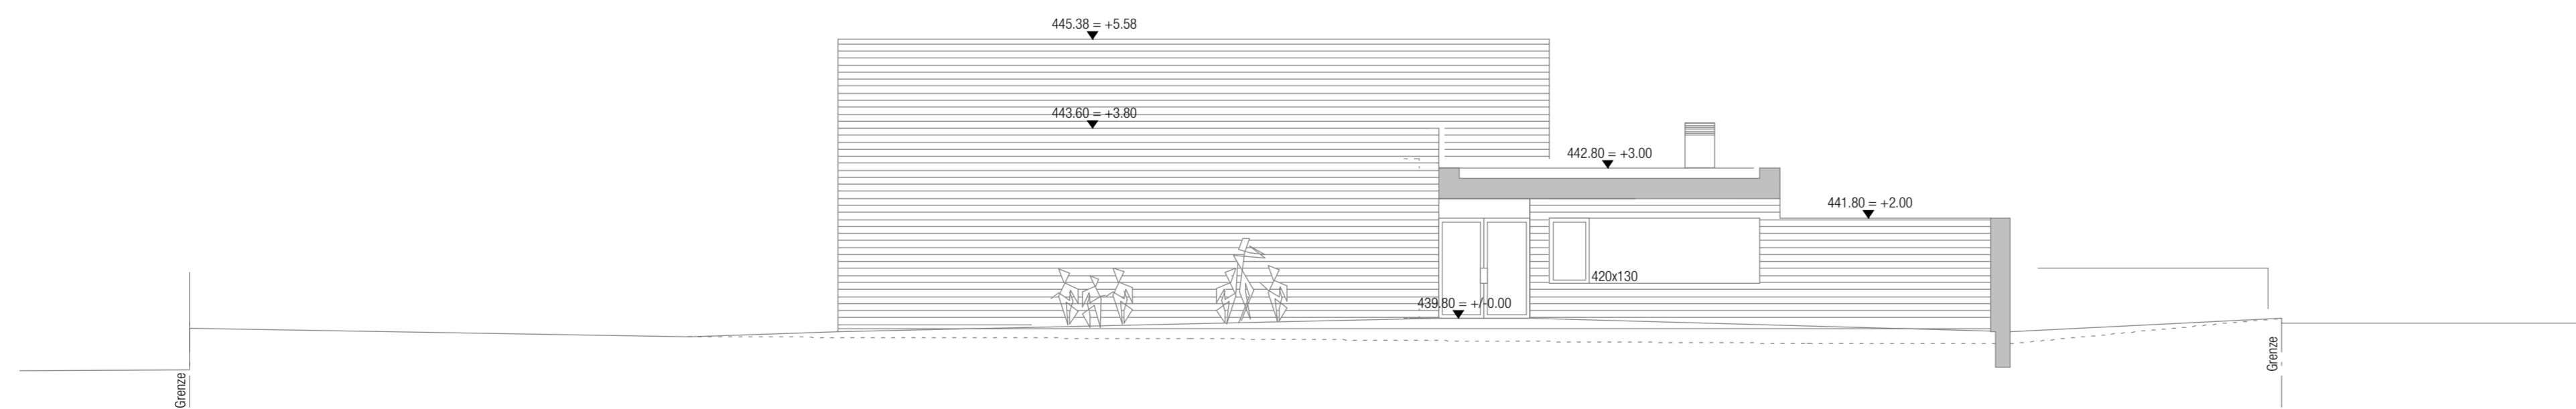 445.38 = +5.58
443.60 = +3.80
442.80 = +3.00
441.80 = +2.00
420x130
439.80 = +/-0.00
Grenze
Grenze